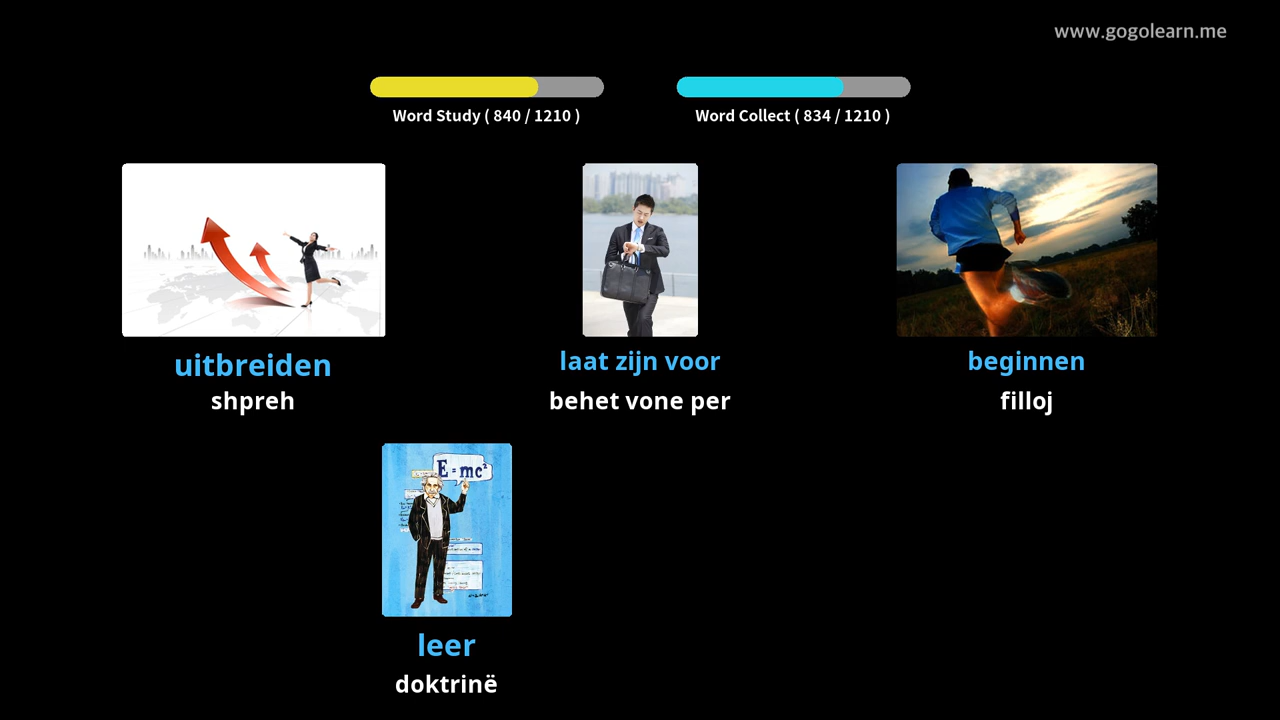 www.gogolearn.me
Word Study ( 840 / 1210 )
Word Collect ( 834 / 1210 )
uitbreiden
laat zijn voor
beginnen
shpreh
behet vone per
filloj
E=mc²
leer
doktrinë